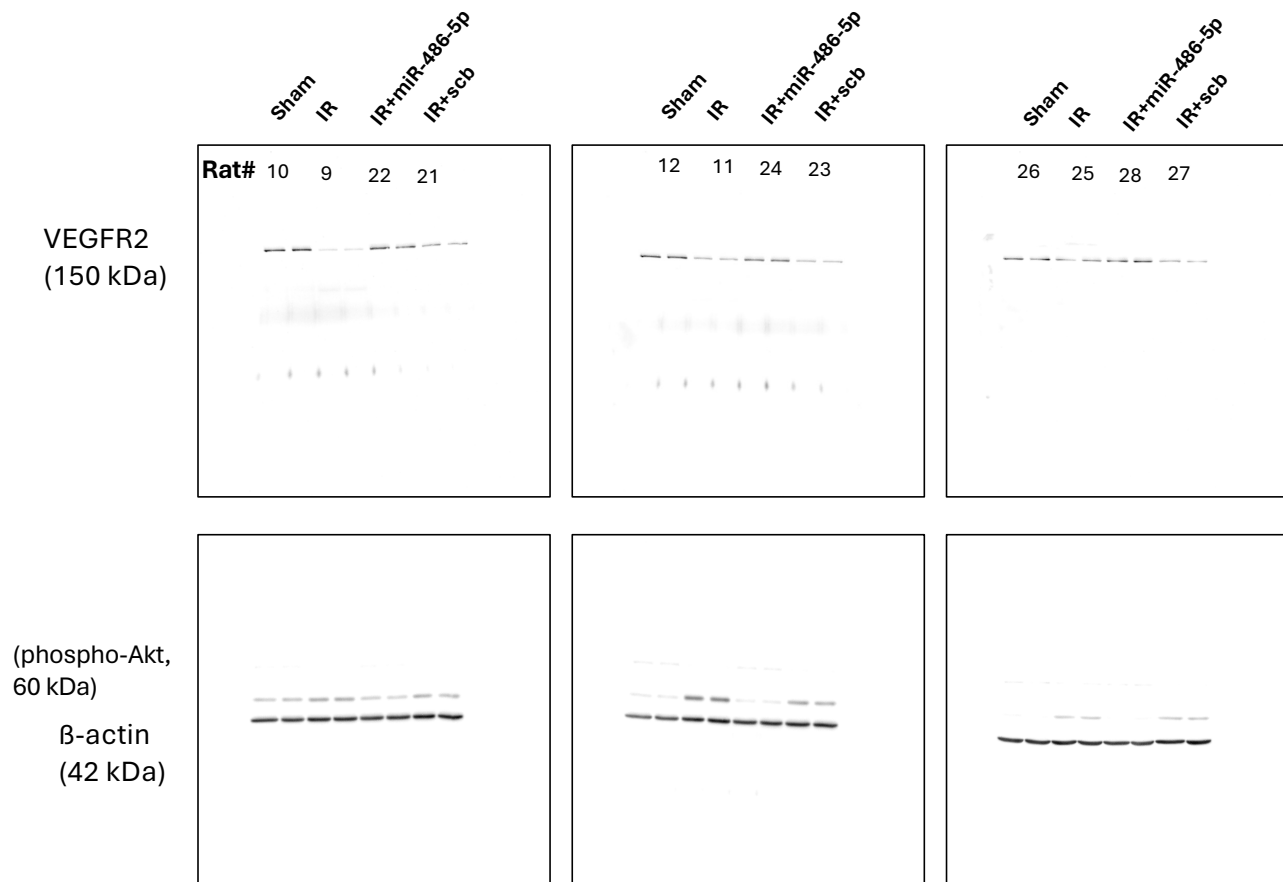 Sham
IR
IR+miR-486-5p
IR+scb
Sham
IR
IR+miR-486-5p
IR+scb
Sham
IR
IR+miR-486-5p
IR+scb
Rat# 10 9 22 21
12 11 24 23
26 25 28 27
VEGFR2
(150 kDa)
(phospho-Akt,
60 kDa)
ß-actin
(42 kDa)